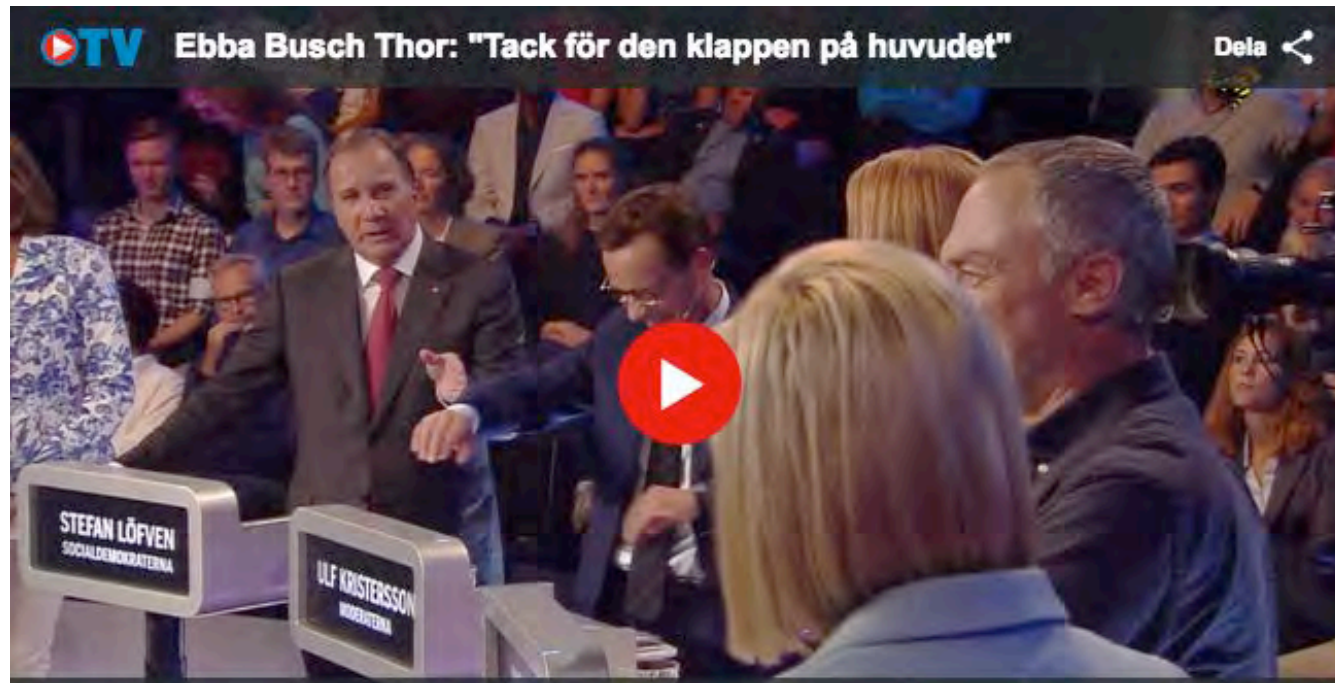 TV
Ebba Busch Thor: "Tack för den klappen på huvudet"
Dela
STEFAN LÖFVEN
SOCIALDEMOKRATERNA
ULF KRISTERSSON
MODERATERNA